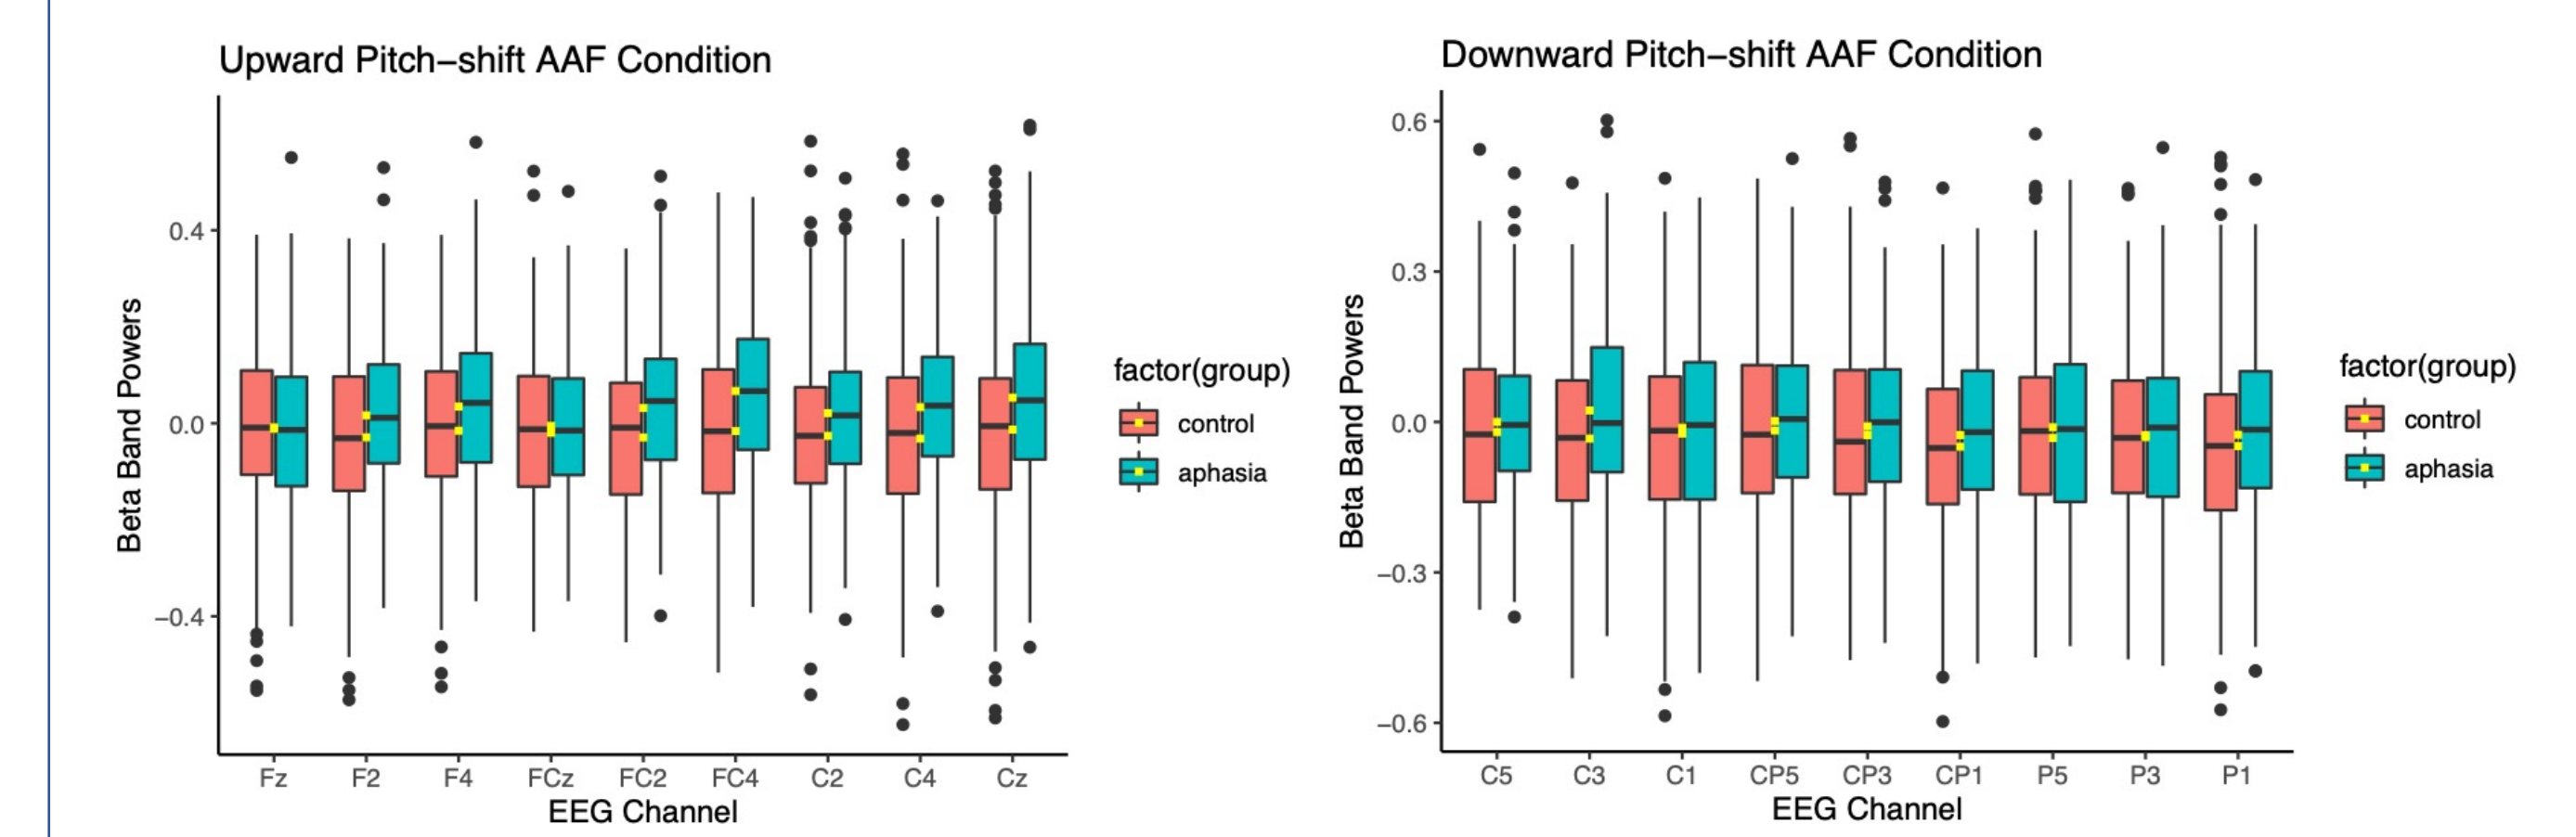 Upward Pitch−shift AAF Condition
Beta Band Powers
0.4
0.0
−0.4
Fz F2 F4 FCz FC2 FC4 C2 C4 Cz
EEG Channel
factor(group)
control
aphasia
Downward Pitch−shift AAF Condition
Beta Band Powers
0.6
0.3
0.0
−0.3
−0.6
C5 C3 C1 CP5 CP3 CP1 P5 P3 P1
EEG Channel
factor(group)
control
aphasia